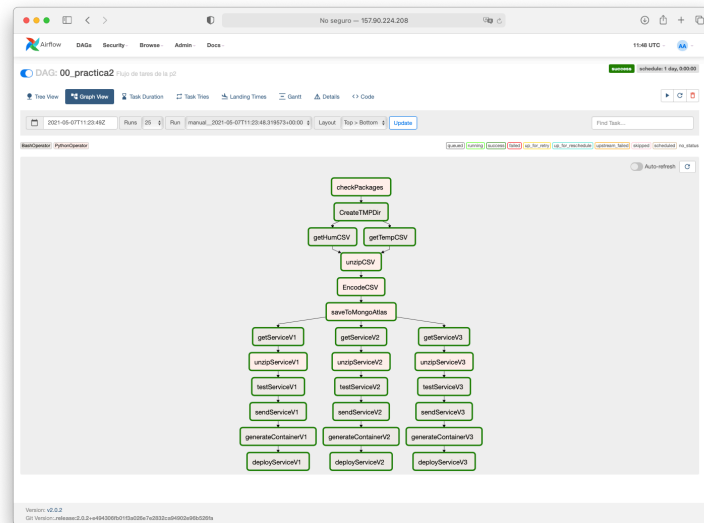 No seguro — 157.90.224.208
Airflow DAGs Security Browse Admin Docs 11:48 UTC AA
DAG: 00_practica2 Flujo de tareas de la p2 success schedule: 1 day, 0:00:00
Tree View Graph View Task Duration Task Tries Landing Times Gantt Details <> Code
2021-05-07T11:23:49Z Runs 25 Run manual__2021-05-07T11:23:48.319573+00:00 Layout Top > Bottom Update Find Task...
BashOperator PythonOperator queued running success failed up_for_retry up_for_reschedule upstream_failed skipped scheduled no_status
Auto-refresh
checkPackages
CreateTMPDir
getHumCSV getTempCSV
unzipCSV
EncodeCSV
saveToMongoAtlas
getServiceV1 getServiceV2 getServiceV3
unzipServiceV1 unzipServiceV2 unzipServiceV3
testServiceV1 testServiceV2 testServiceV3
sendServiceV1 sendServiceV2 sendServiceV3
generateContainerV1 generateContainerV2 generateContainerV3
deployServiceV1 deployServiceV2 deployServiceV3
Version: v2.0.2
Git Version: